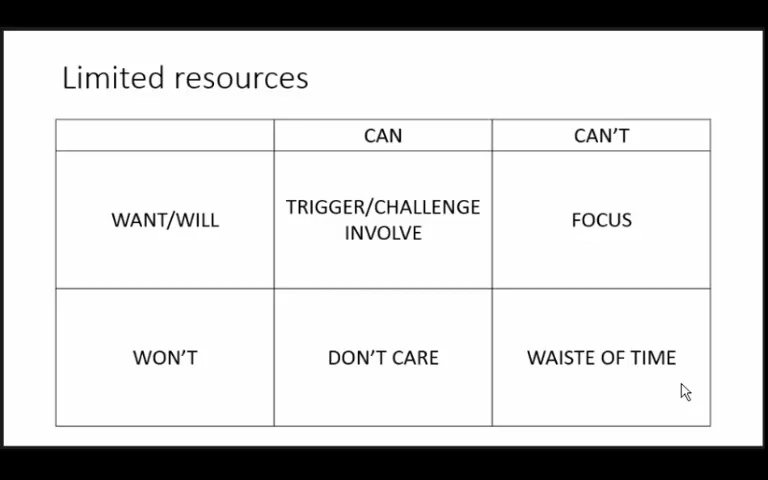 Limited resources
CAN
CAN'T
WANT/WILL
TRIGGER/CHALLENGE
INVOLVE
FOCUS
WON'T
DON'T CARE
WAISTE OF TIME